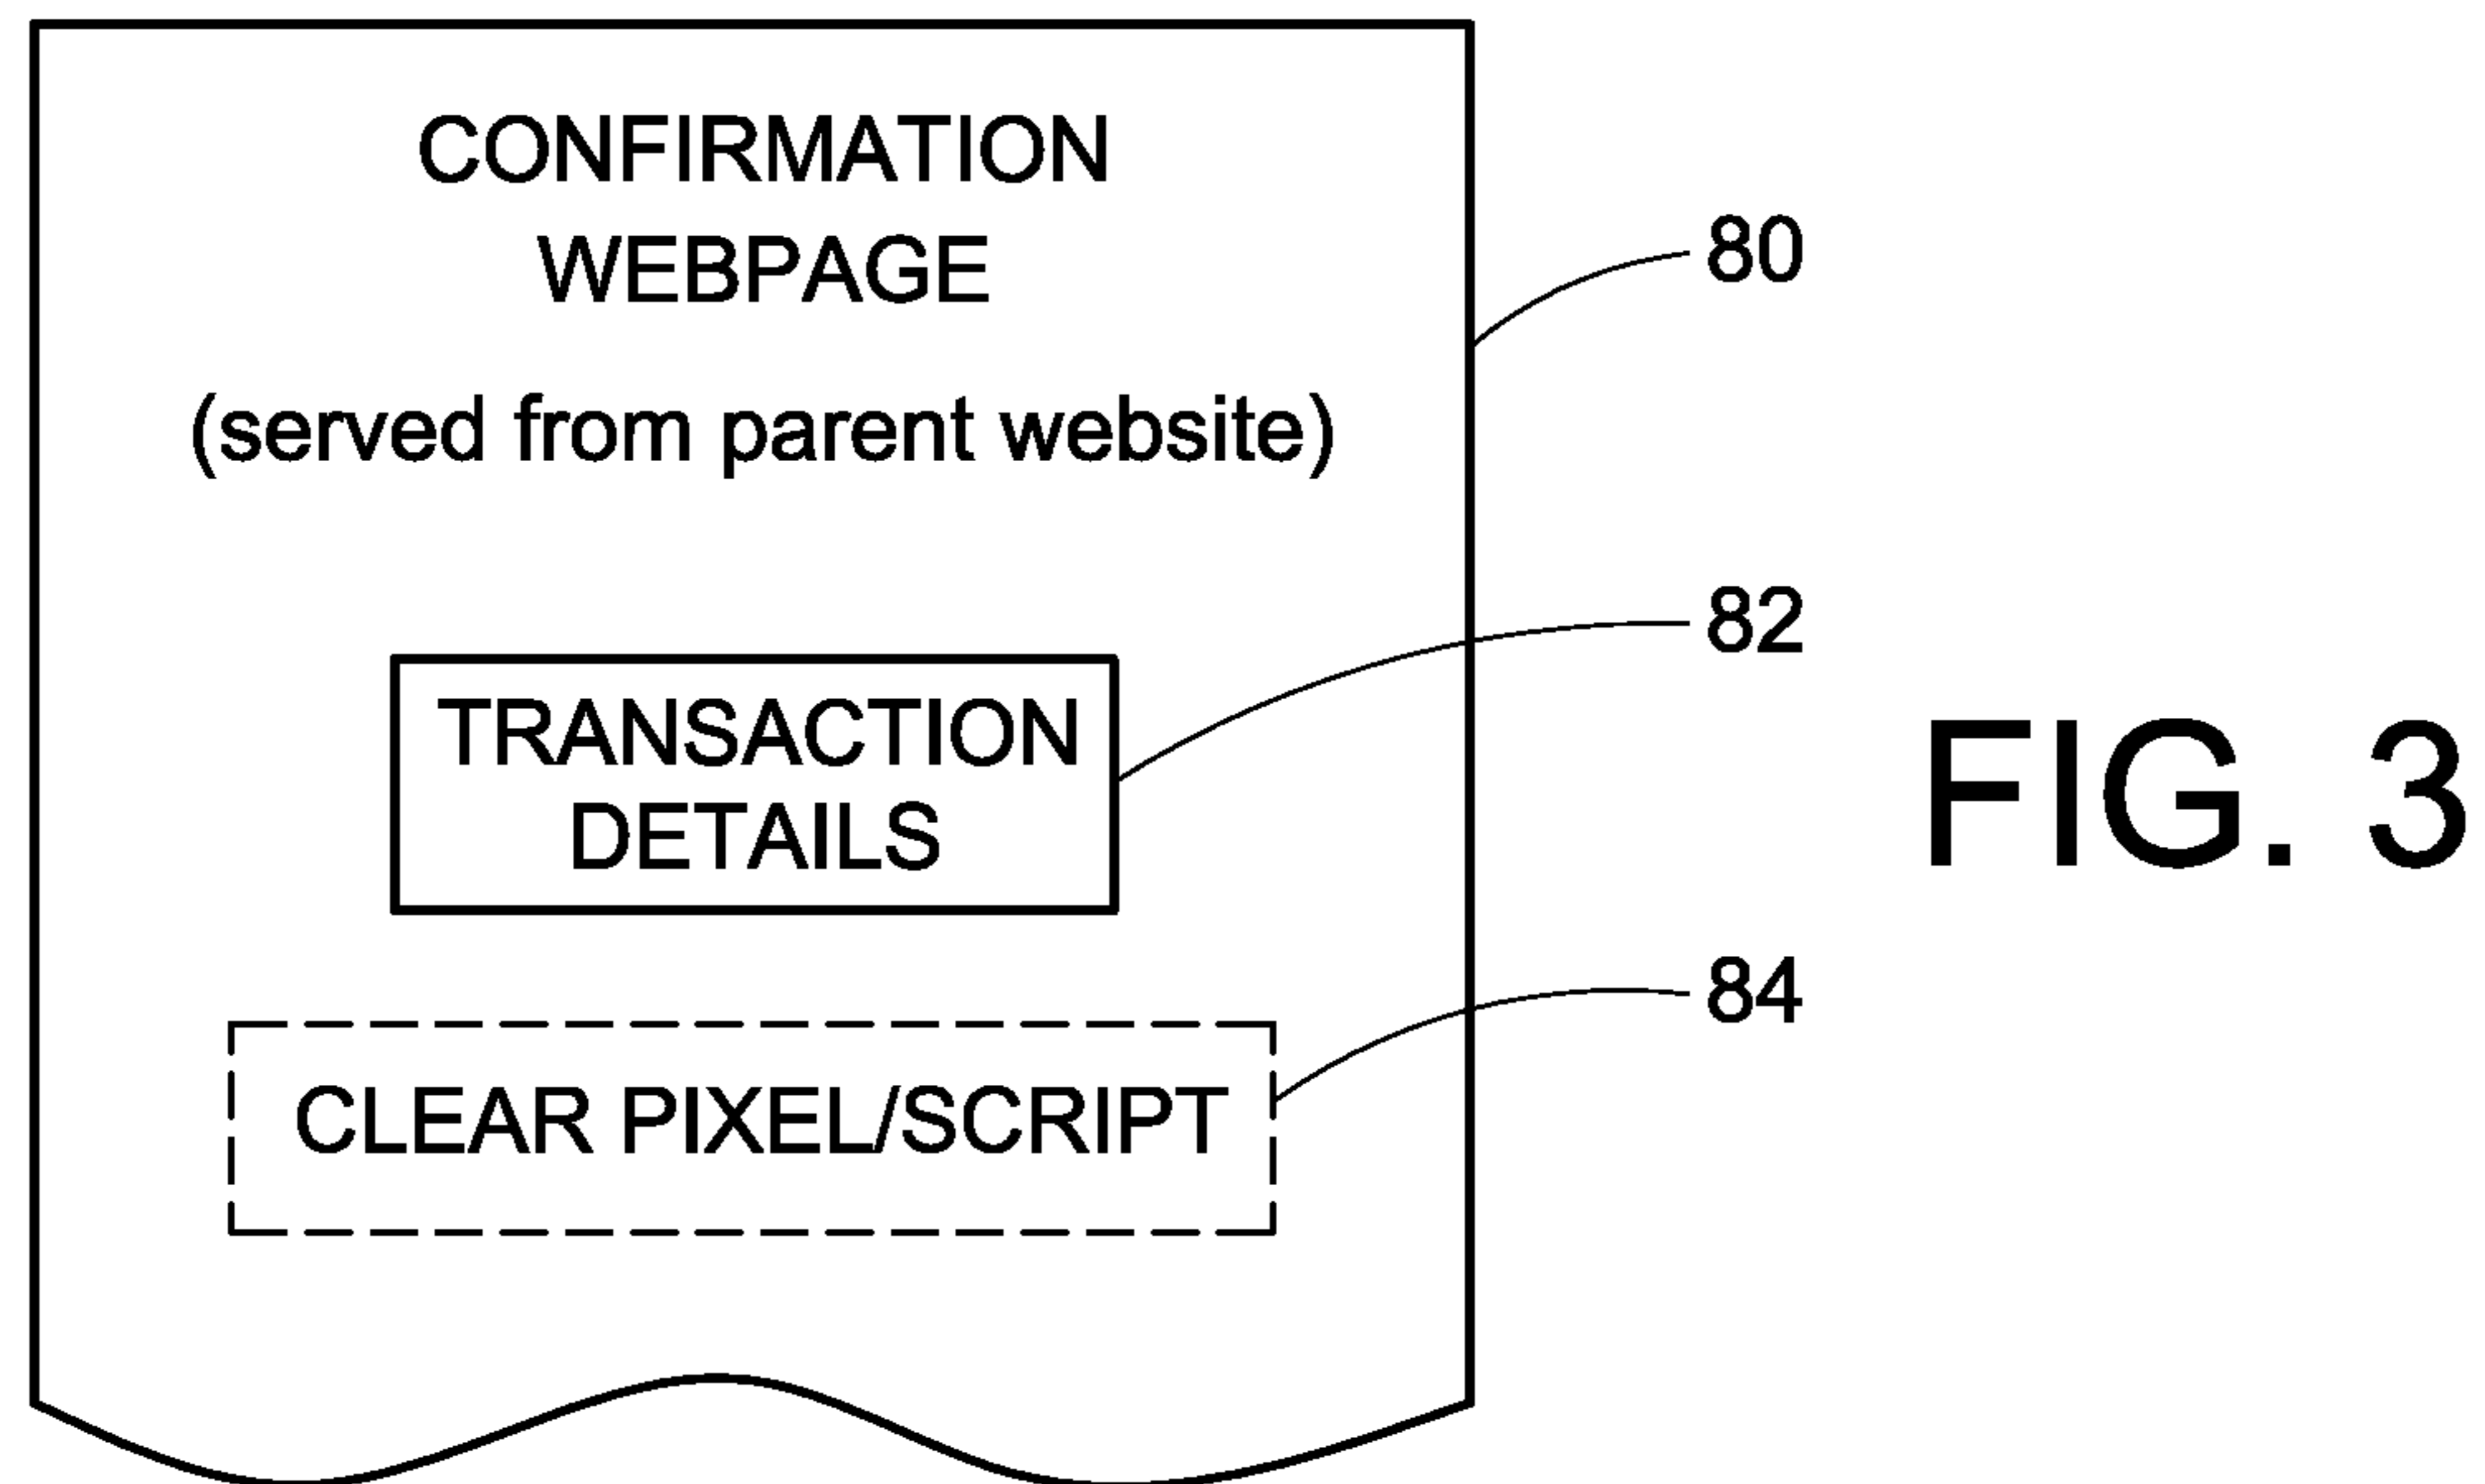 CONFIRMATION
WEBPAGE
(served from parent website)
80
TRANSACTION
DETAILS
82
CLEAR PIXEL/SCRIPT
84
FIG. 3